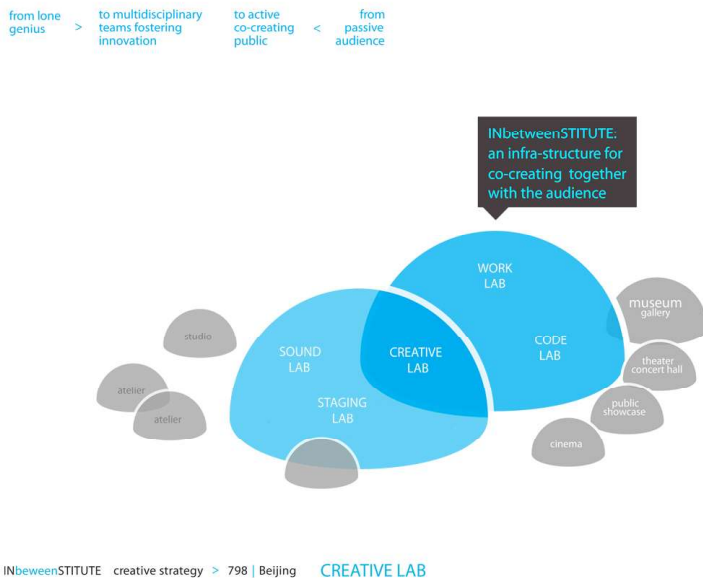 from lone
genius
>
to multidisciplinary
teams fostering
innovation
to active
co-creating
public
<
from
passive
audience
INbetweenSTITUTE:
an infra-structure for
co-creating together
with the audience
WORK
LAB
museum
gallery
studio
SOUND
LAB
CREATIVE
LAB
CODE
LAB
theater
concert hall
atelier
atelier
STAGING
LAB
public
showcase
cinema
INbeweenSTITUTE creative strategy > 798 | Beijing CREATIVE LAB